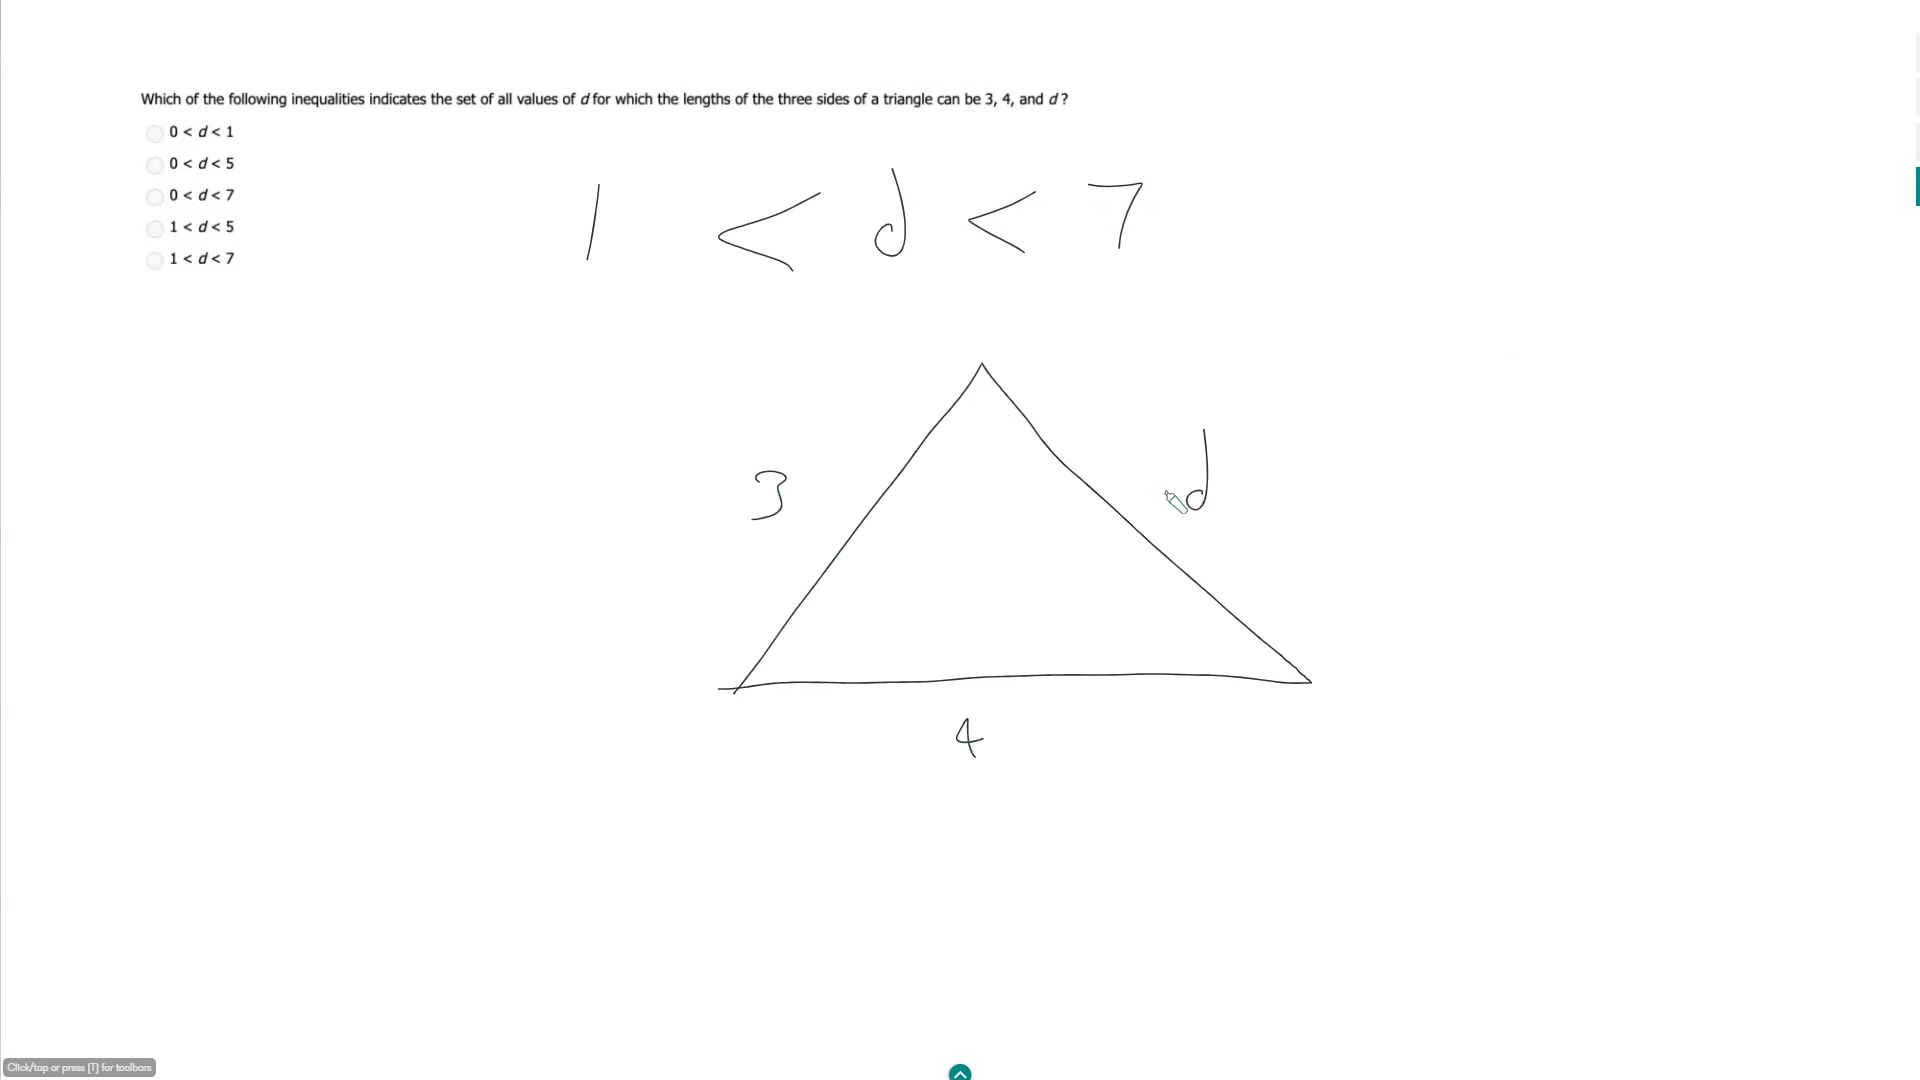 Which of the following inequalities indicates the set of all values of d for which the lengths of the three sides of a triangle can be 3, 4, and d ?
0 < d < 1
0 < d < 5
0 < d < 7
1 < d < 5
1 < d < 7
1 < d < 7
3
d
4
Click/tap or press [T] for toolbars